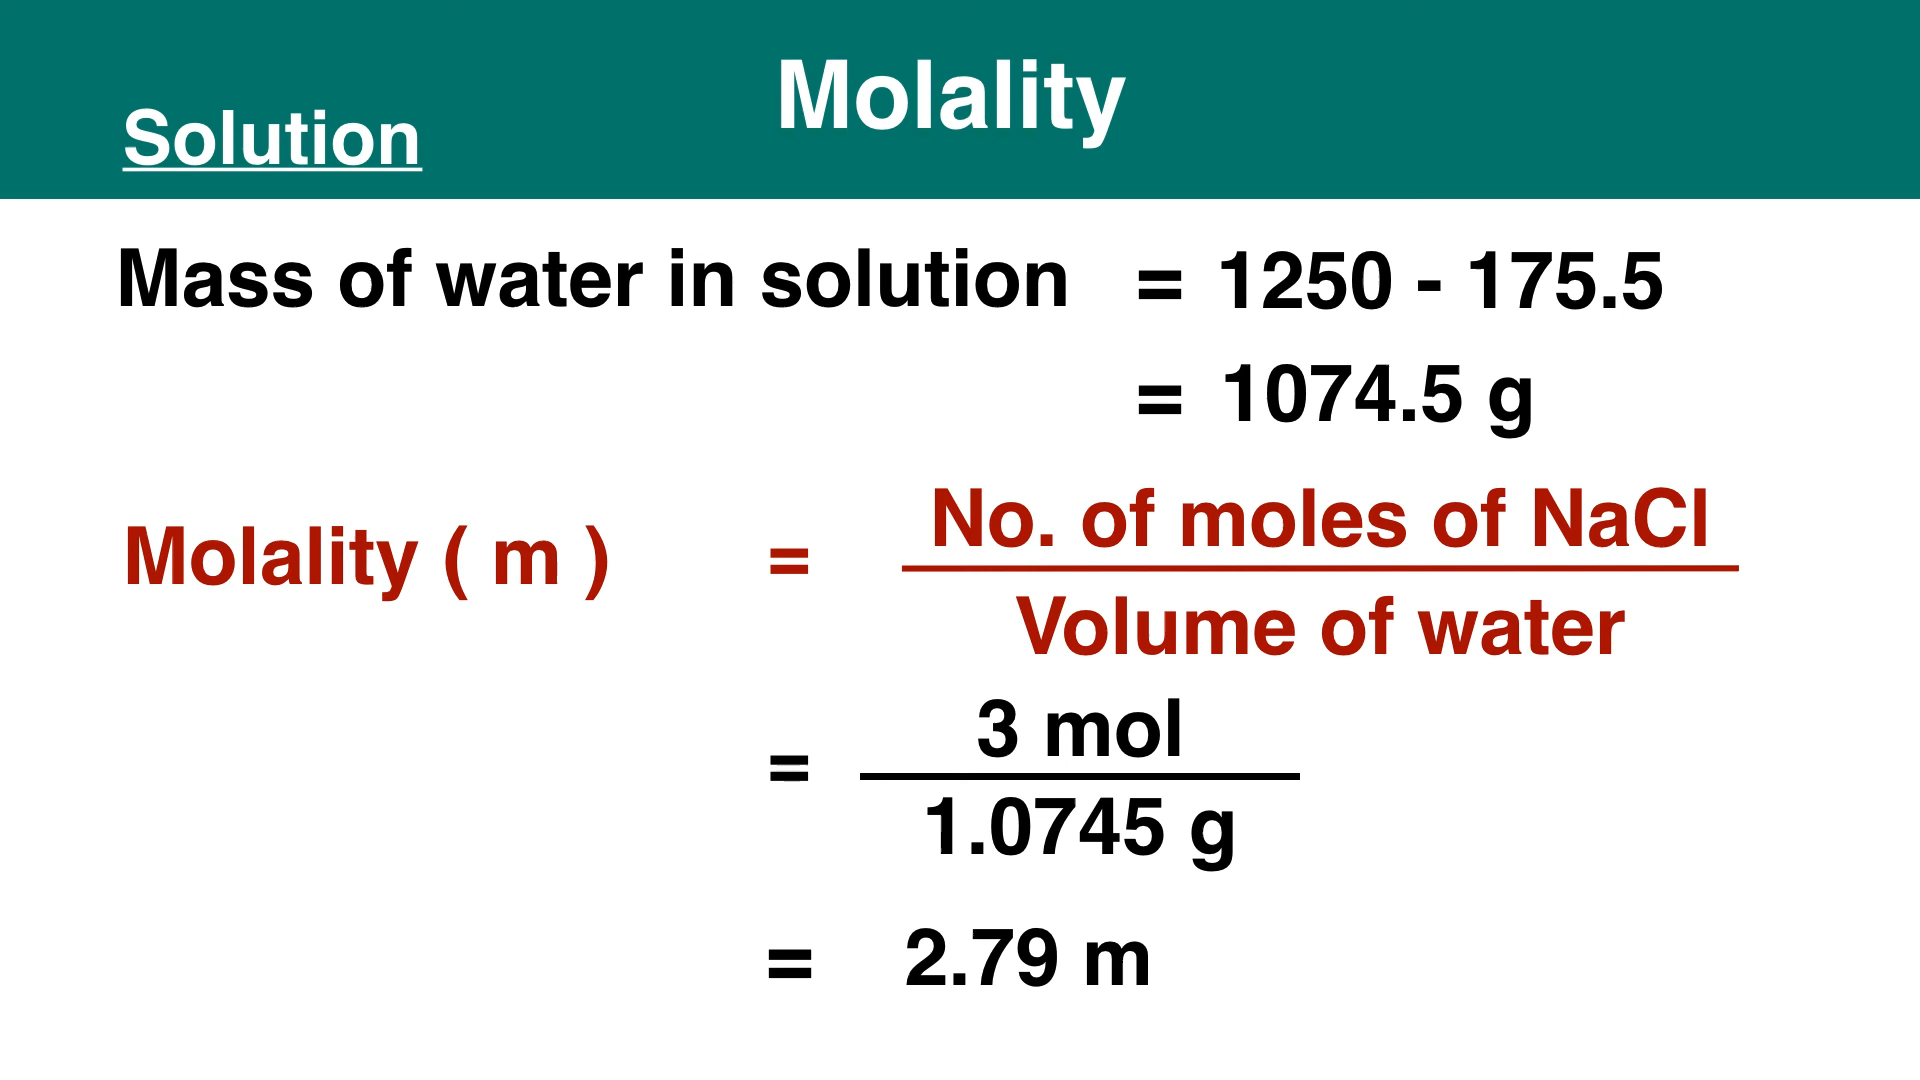 Molality
Solution
Mass of water in solution = 1250 - 175.5
= 1074.5 g
Molality ( m ) = No. of moles of NaCl
Volume of water
= 3 mol
1.0745 g
= 2.79 m